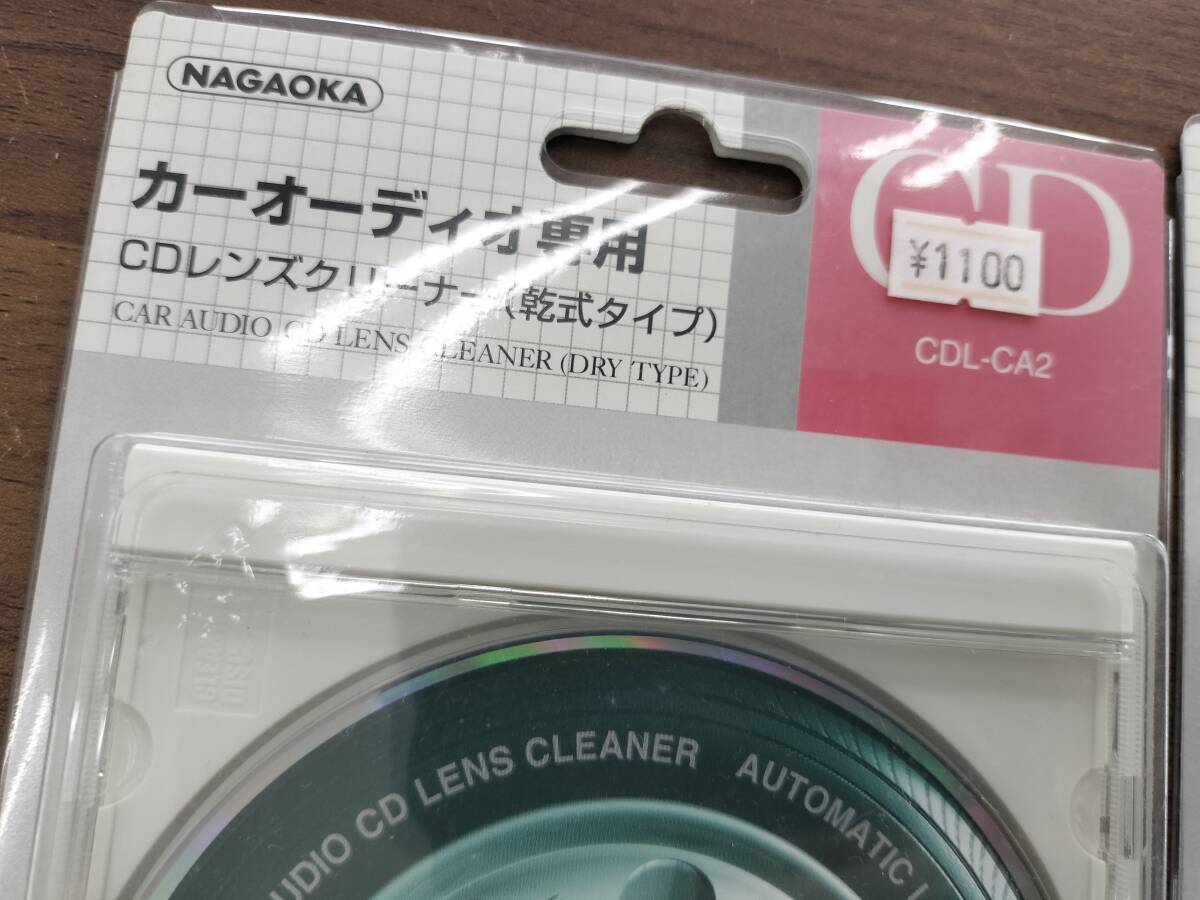 NAGAOKA
カーオーディオ専用
CDレンズクリーナー(乾式タイプ)
CAR AUDIO CD LENS CLEANER (DRY TYPE)
CD
¥1100
CDL-CA2
CLEAN
DISC
AUDIO CD LENS CLEANER AUTOMATIC